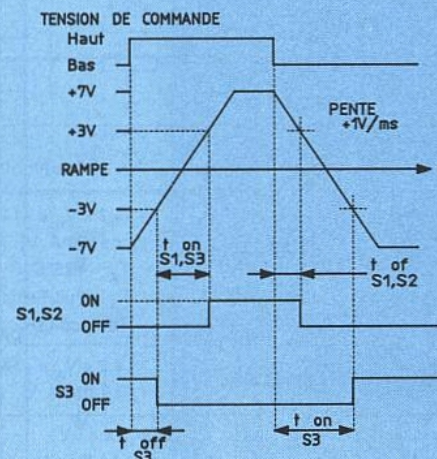 TENSION DE COMMANDE
Haut
Bas
+7V
PENTE
+1V/ms
+3V
RAMPE
-3V
-7V
t on
S1,S3
t of
S1,S2
S1,S2
ON
OFF
S3
ON
OFF
t off
S3
t on
S3